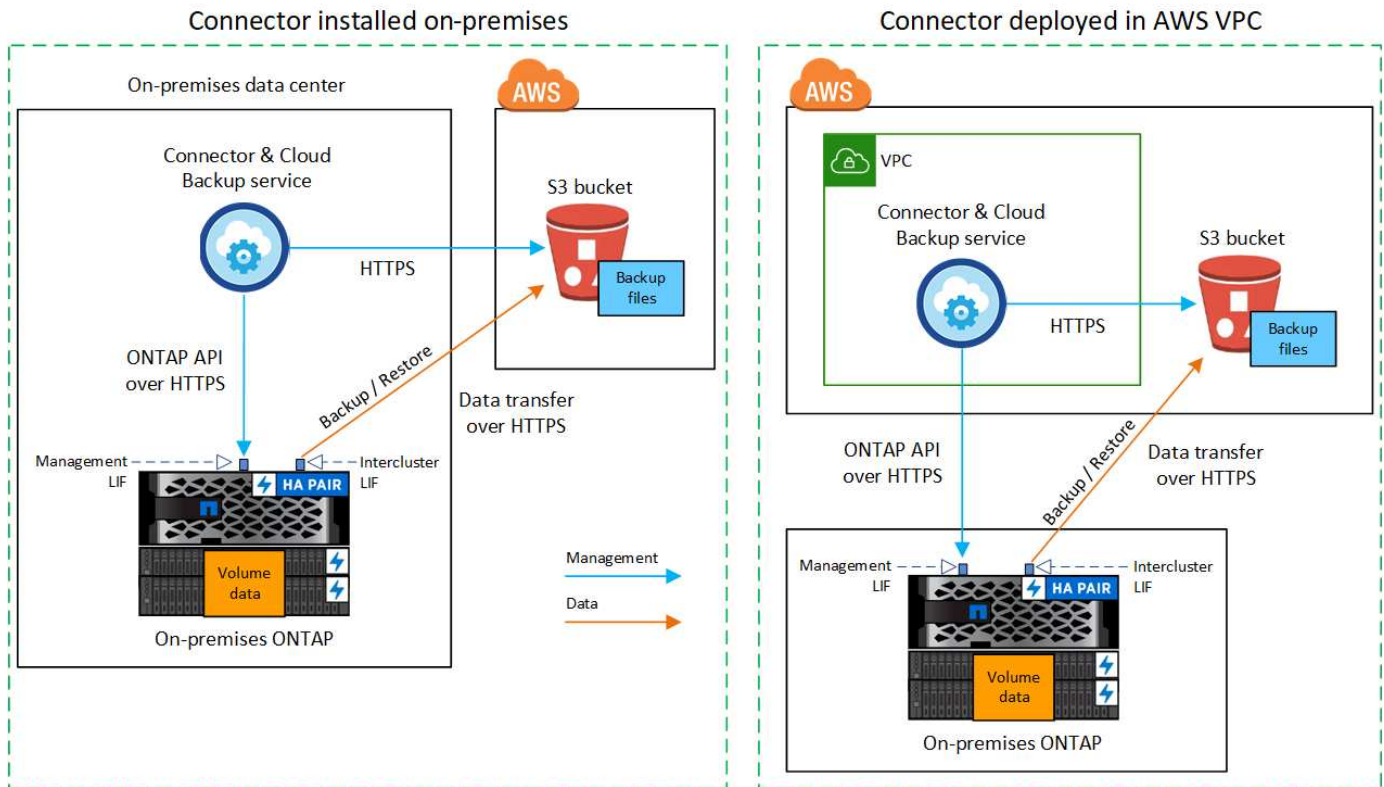 Connector installed on-premises
On-premises data center
AWS
Connector & Cloud
Backup service
S3 bucket
HTTPS
Backup
files
ONTAP API
over HTTPS
Backup / Restore
Data transfer
over HTTPS
Management
LIF
Intercluster
LIF
HA PAIR
Volume
data
On-premises ONTAP
Management
Data
Connector deployed in AWS VPC
AWS
VPC
Connector & Cloud
Backup service
S3 bucket
HTTPS
Backup
files
ONTAP API
over HTTPS
Backup / Restore
Data transfer
over HTTPS
Management
LIF
Intercluster
LIF
HA PAIR
Volume
data
On-premises ONTAP